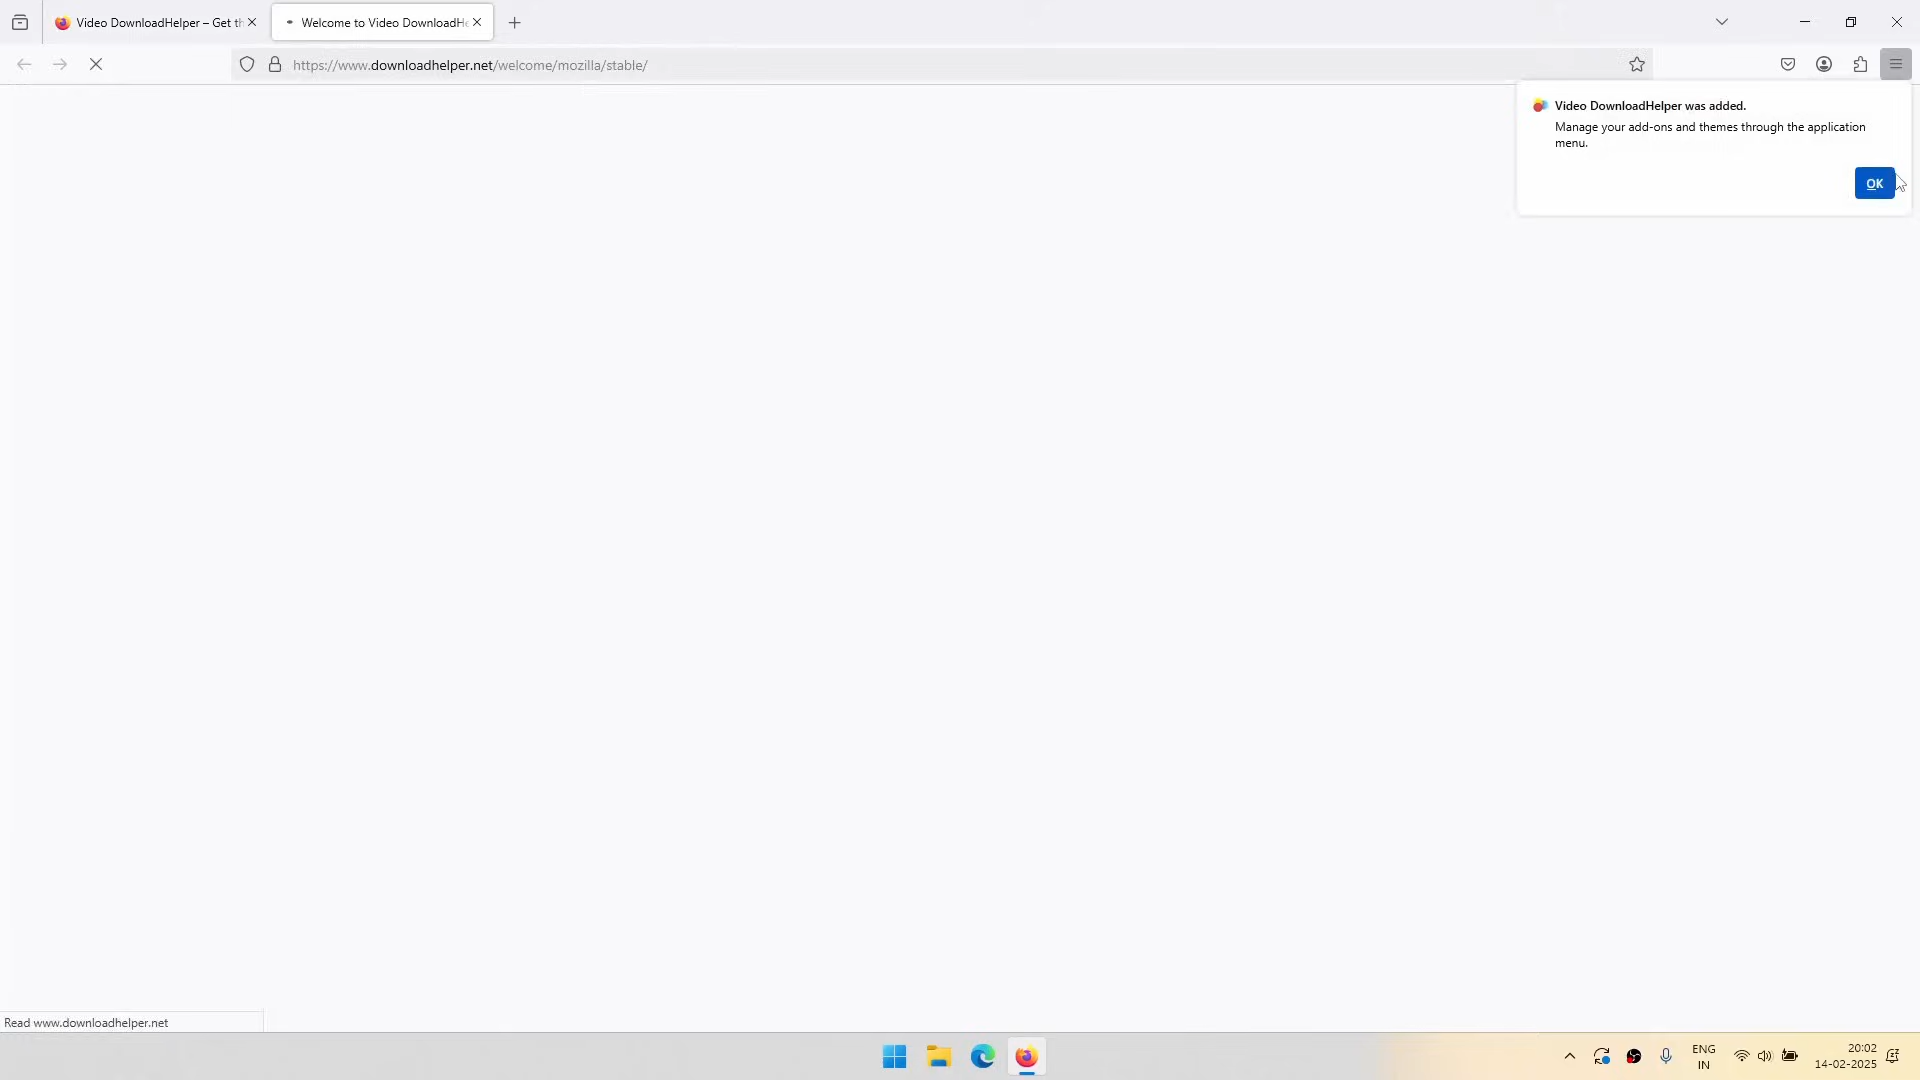 Video DownloadHelper – Get th
Welcome to Video DownloadHe
https://www.downloadhelper.net/welcome/mozilla/stable/
Video DownloadHelper was added.
Manage your add-ons and themes through the application
menu.
OK
Read www.downloadhelper.net
ENG
IN
20:02
14-02-2025